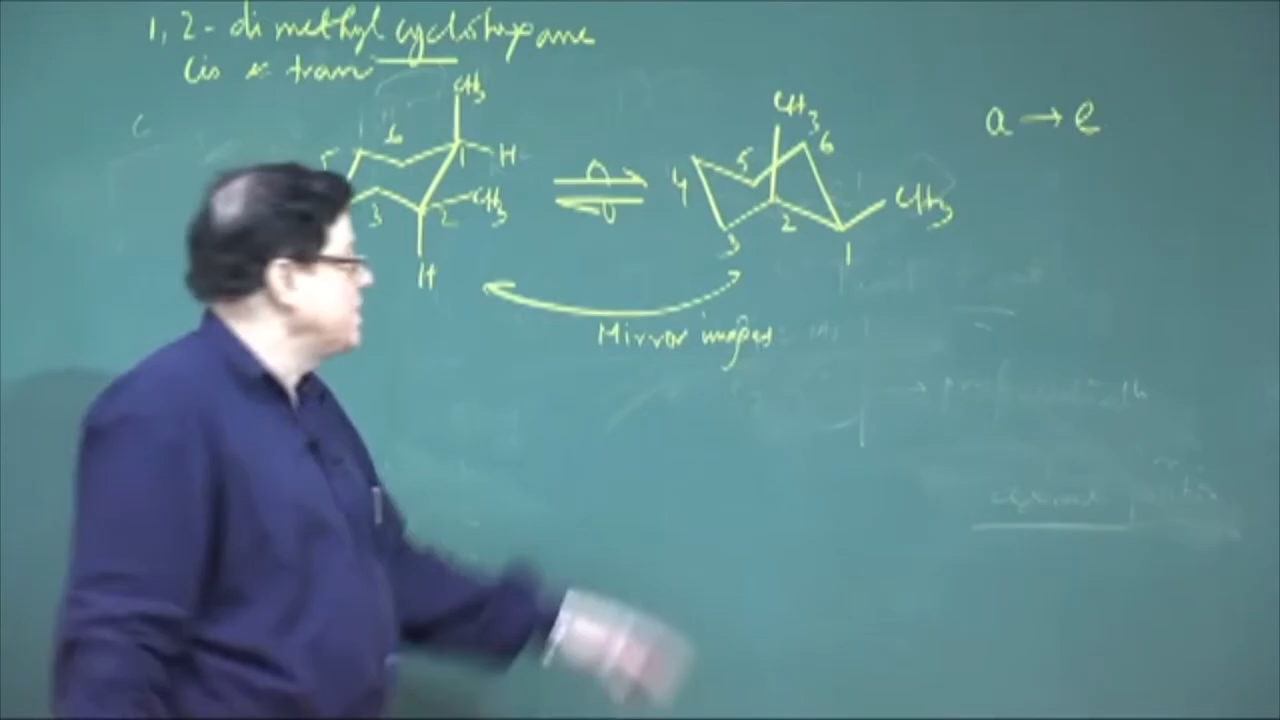 1, 2 - dimethyl cyclohexane
Cis & trans
CH3
6
1
H
5
3
2
CH3
H
CH3
6
5
4
2
3
1
CH3
a → e
Mirror images